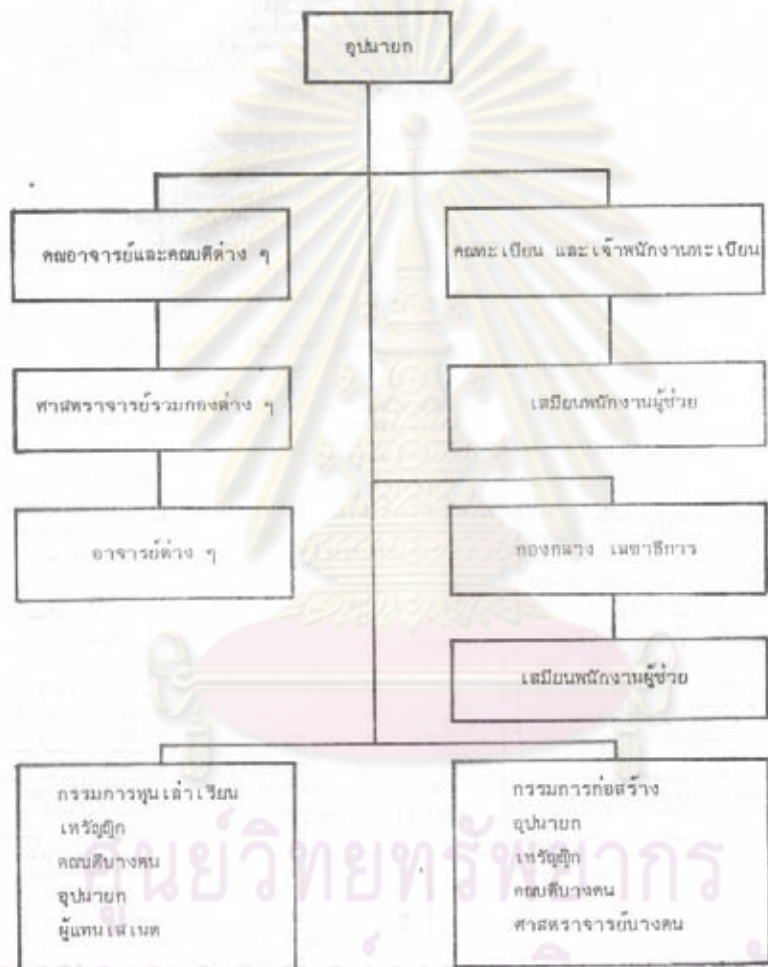 อุปนายก
คณอาจารย์และคณบดีต่าง ๆ
คณทะเบียน และเจ้าพนักงานทะเบียน
ศาสตราจารย์รวมกองต่าง ๆ
เสมียนพนักงานผู้ช่วย
อาจารย์ต่าง ๆ
กองกลาง เลขาธิการ
เสมียนพนักงานผู้ช่วย
กรรมการทุนเล่าเรียน
เหรัญญิก
คณบดีบางคน
อุปนายก
ผู้แทนเสเนต
กรรมการก่อสร้าง
อุปนายก
เหรัญญิก
คณบดีบางคน
ศาสตราจารย์บางคน
ศูนย์วิทยทรัพยากร